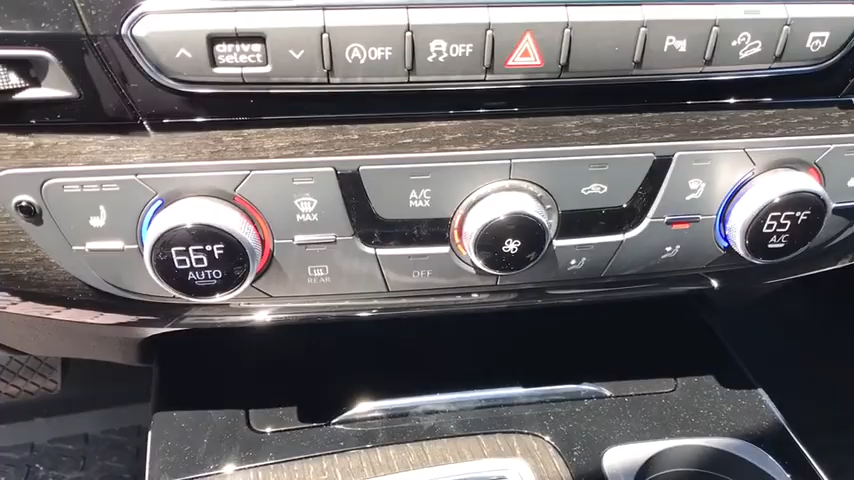 drive
select
OFF
OFF
P
MAX
REAR
A/C
MAX
OFF
66°F
AUTO
65°F
A/C